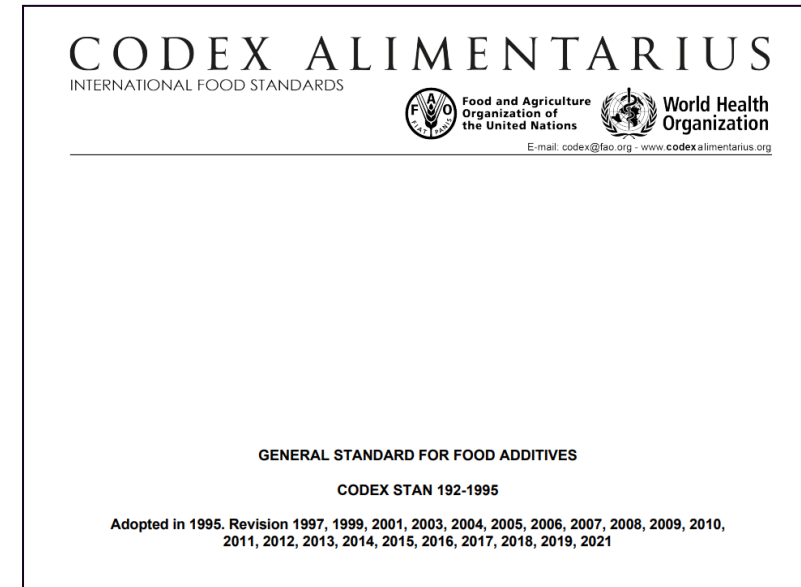 CODEX ALIMENTARIUS
INTERNATIONAL FOOD STANDARDS
F A O
FIAT PANIS
Food and Agriculture
Organization of
the United Nations
World Health
Organization
E-mail: codex@fao.org - www.codexalimentarius.org
GENERAL STANDARD FOR FOOD ADDITIVES
CODEX STAN 192-1995
Adopted in 1995. Revision 1997, 1999, 2001, 2003, 2004, 2005, 2006, 2007, 2008, 2009, 2010,
2011, 2012, 2013, 2014, 2015, 2016, 2017, 2018, 2019, 2021